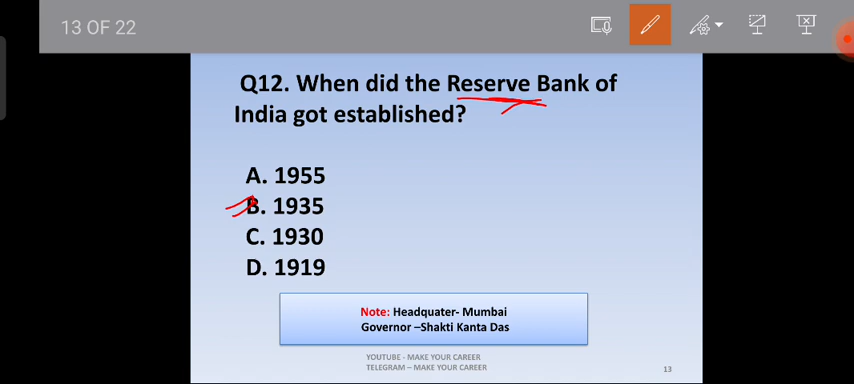 13 OF 22
Q12. When did the Reserve Bank of
India got established?
A. 1955
B. 1935
C. 1930
D. 1919
Note: Headquater- Mumbai
Governor –Shakti Kanta Das
YOUTUBE - MAKE YOUR CAREER
TELEGRAM – MAKE YOUR CAREER
13